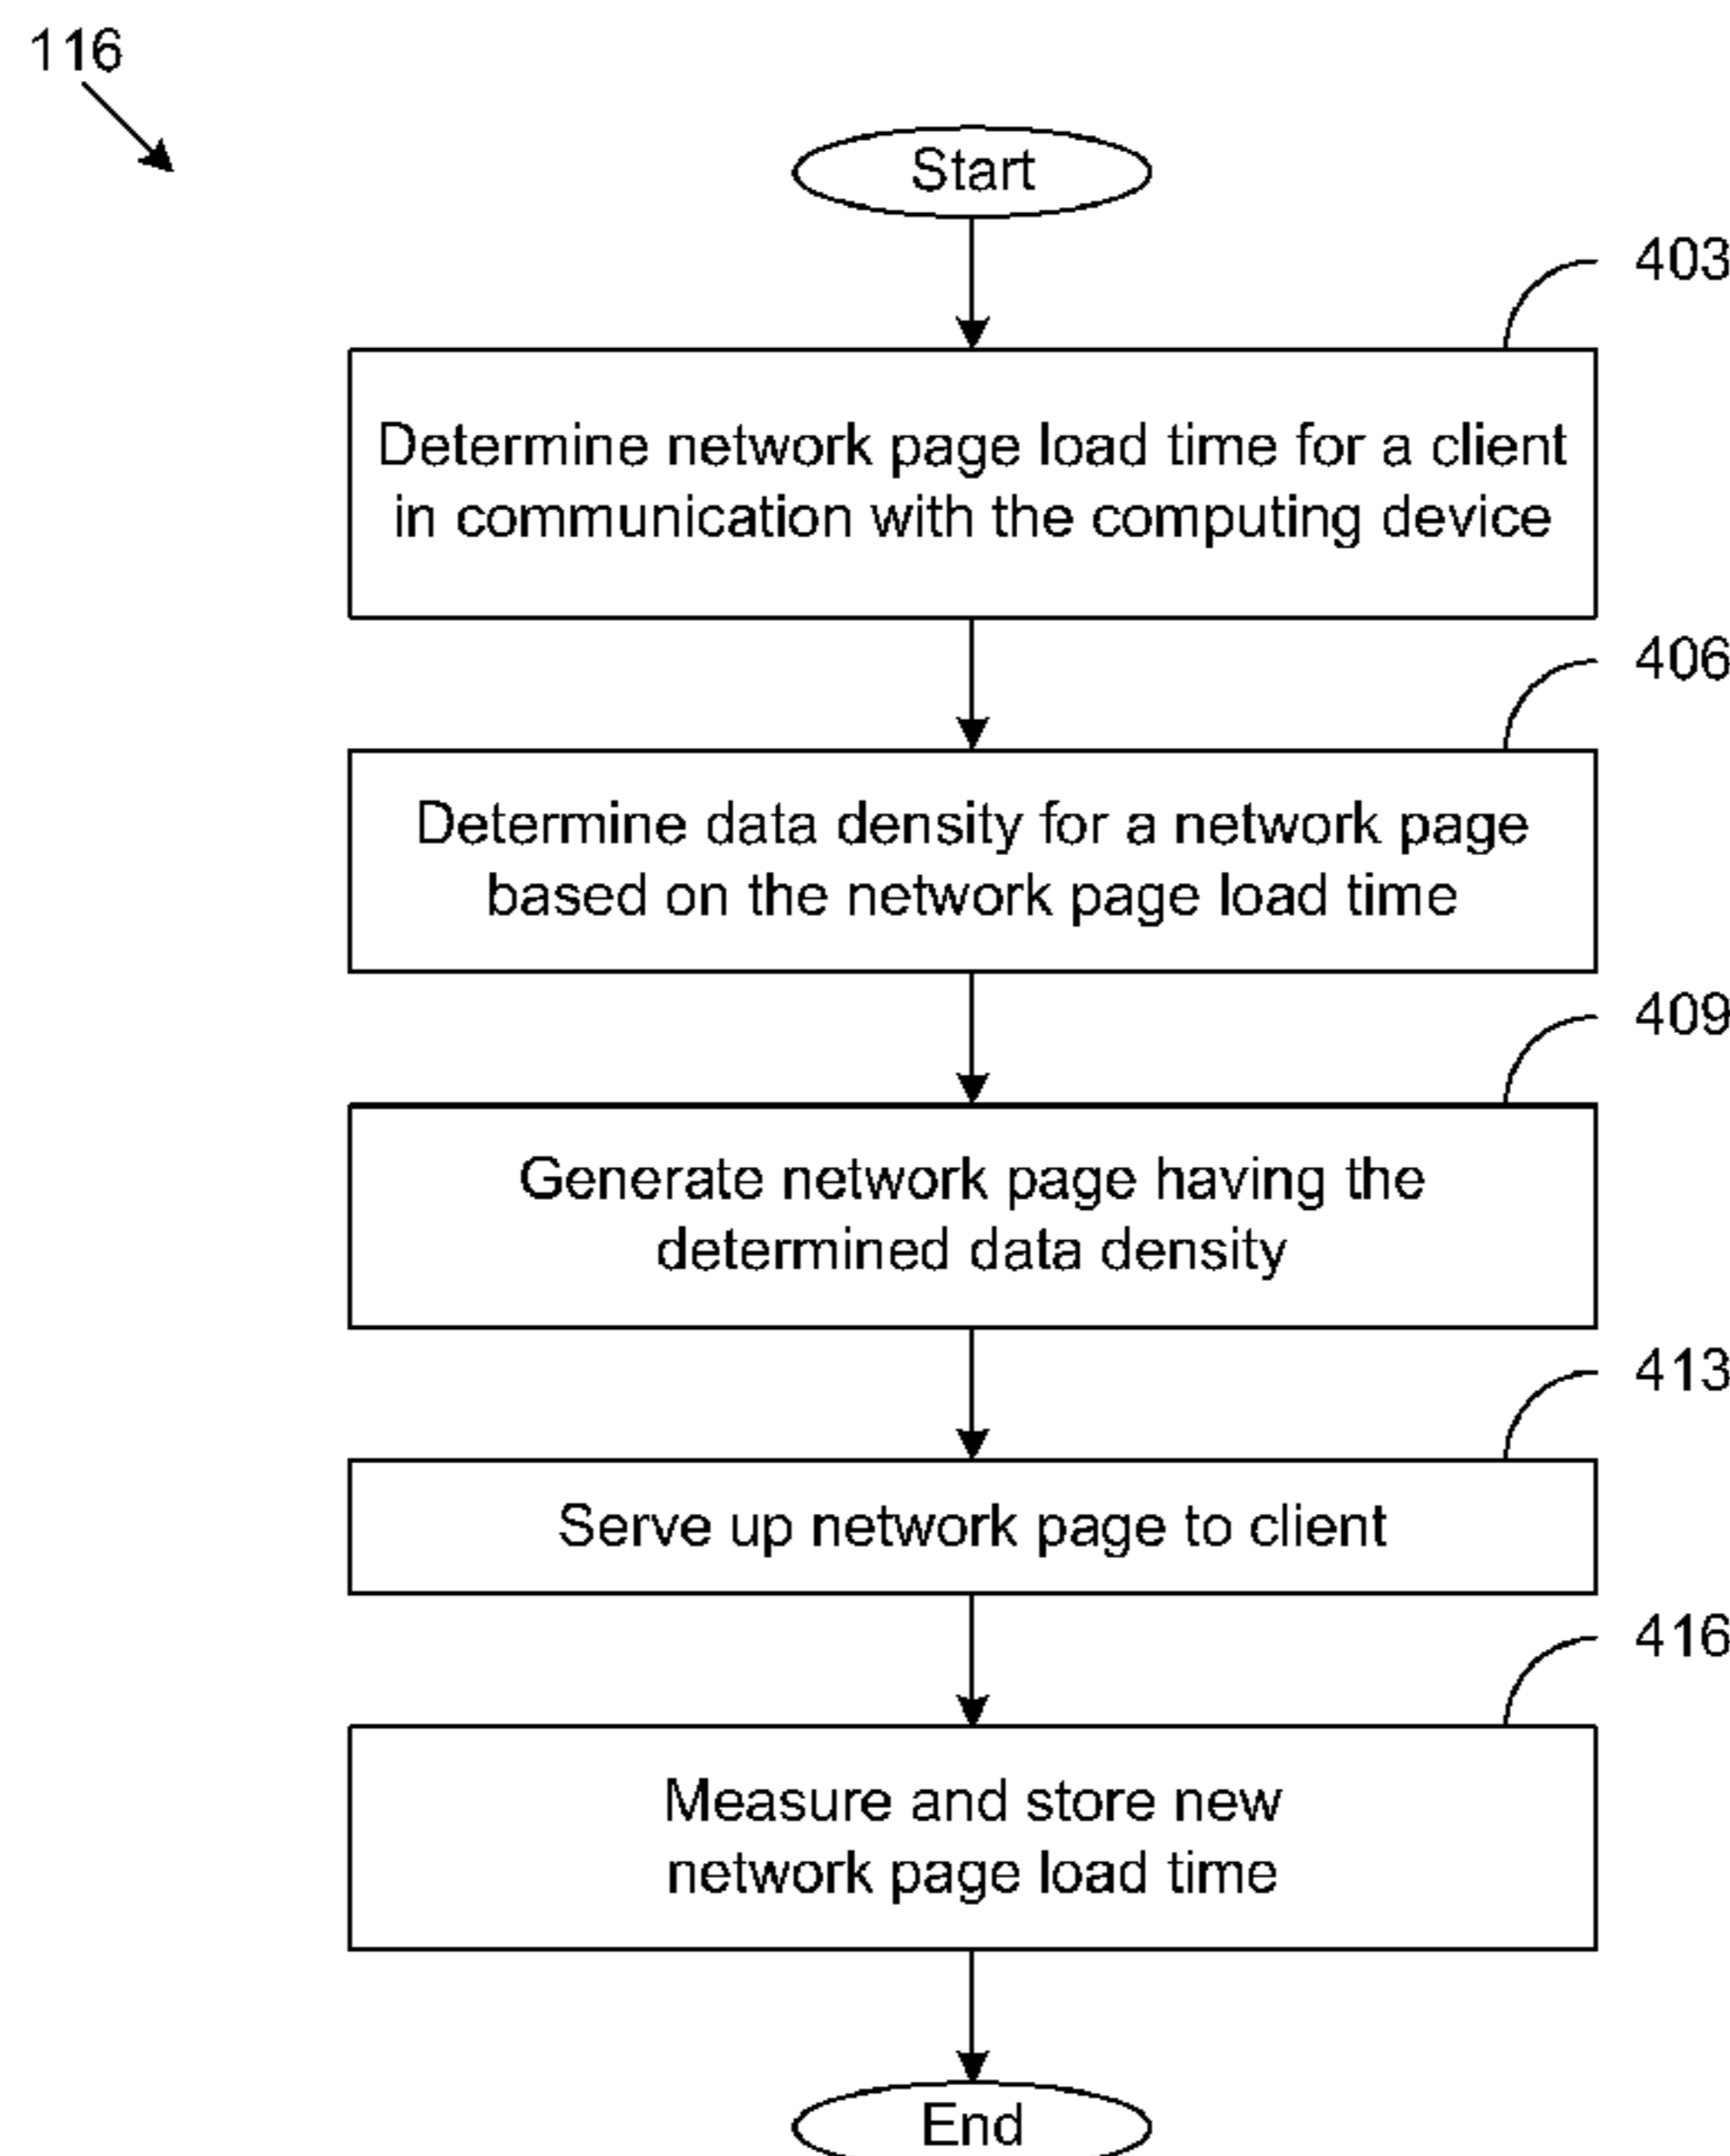 116
Start
403
Determine network page load time for a client
in communication with the computing device
406
Determine data density for a network page
based on the network page load time
409
Generate network page having the
determined data density
413
Serve up network page to client
416
Measure and store new
network page load time
End